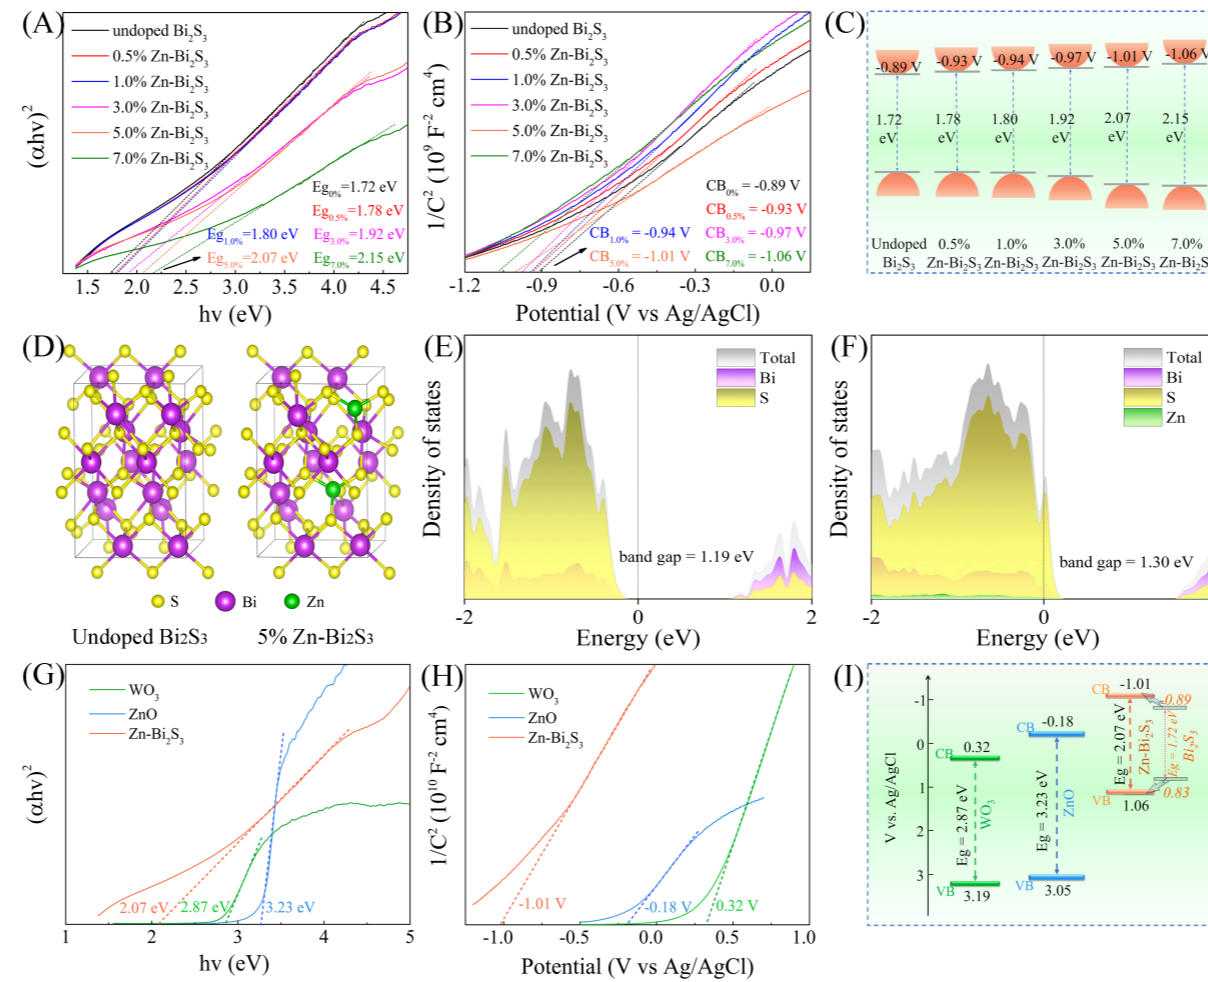 (A)
undoped Bi2S3
0.5% Zn-Bi2S3
1.0% Zn-Bi2S3
3.0% Zn-Bi2S3
5.0% Zn-Bi2S3
7.0% Zn-Bi2S3
Eg0%=1.72 eV
Eg0.5%=1.78 eV
Eg1.0%=1.80 eV
Eg3.0%=1.92 eV
Eg5.0%=2.07 eV
Eg7.0%=2.15 eV
(αhv)²
1.5 2.0 2.5 3.0 3.5 4.0 4.5
hv (eV)
(B)
undoped Bi2S3
0.5% Zn-Bi2S3
1.0% Zn-Bi2S3
3.0% Zn-Bi2S3
5.0% Zn-Bi2S3
7.0% Zn-Bi2S3
CB0% = -0.89 V
CB0.5% = -0.93 V
CB1.0% = -0.94 V
CB3.0% = -0.97 V
CB5.0% = -1.01 V
CB7.0% = -1.06 V
1/C² (10⁹ F⁻² cm⁴)
-1.2 -0.9 -0.6 -0.3 0.0
Potential (V vs Ag/AgCl)
(C)
-0.89 V -0.93 V -0.94 V -0.97 V -1.01 V -1.06 V
1.72 eV 1.78 eV 1.80 eV 1.92 eV 2.07 eV 2.15 eV
Undoped 0.5% 1.0% 3.0% 5.0% 7.0%
Bi2S3 Zn-Bi2S3 Zn-Bi2S3 Zn-Bi2S3 Zn-Bi2S3 Zn-Bi2S
(D)
S Bi Zn
Undoped Bi2S3 5% Zn-Bi2S3
(E)
Total
Bi
S
band gap = 1.19 eV
Density of states
-2 0 2
Energy (eV)
(F)
Total
Bi
S
Zn
band gap = 1.30 eV
Density of states
-2 0
Energy (eV)
(G)
WO3
ZnO
Zn-Bi2S3
2.07 eV 2.87 eV 3.23 eV
(αhv)²
1 2 3 4 5
hv (eV)
(H)
WO3
ZnO
Zn-Bi2S3
-1.01 V -0.18 V 0.32 V
1/C² (10¹⁰ F⁻² cm⁴)
-1.0 -0.5 0.0 0.5 1.0
Potential (V vs Ag/AgCl)
(I)
V vs. Ag/AgCl
-1
0
1
2
3
CB 0.32
Eg = 2.87 eV
WO3
VB 3.19
CB -0.18
Eg = 3.23 eV
ZnO
VB 3.05
CB -1.01
Eg = 2.07 eV
Zn-Bi2S3
VB 1.06
-0.89
Eg = 1.72 eV
Bi2S3
0.83